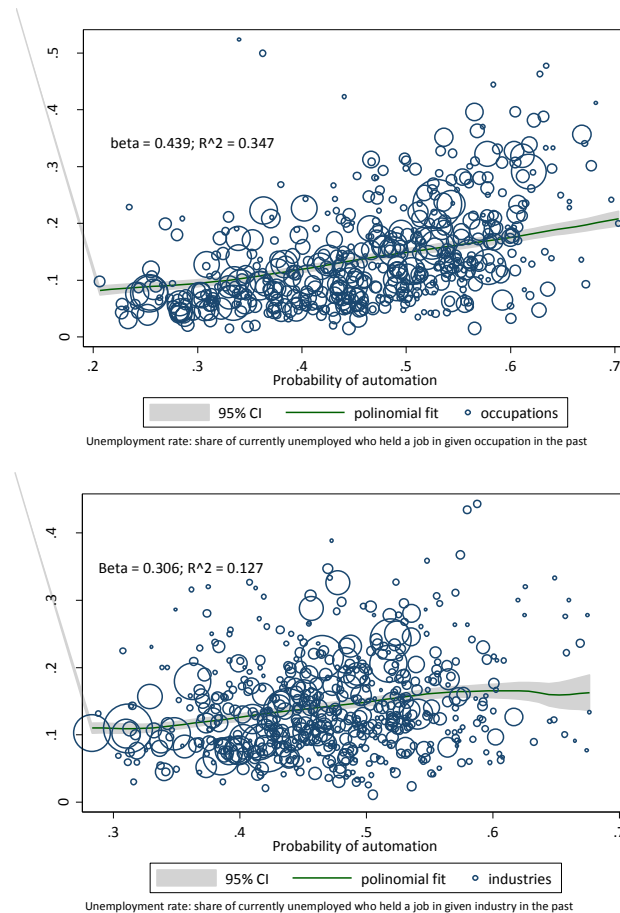 .5
.4
beta = 0.439; R^2 = 0.347
.3
.2
.1
0
.2 .3 .4 .5 .6 .7
Probability of automation
95% CI polinomial fit occupations
Unemployment rate: share of currently unemployed who held a job in given occupation in the past
.4
Beta = 0.306; R^2 = 0.127
.3
.2
.1
0
.3 .4 .5 .6 .7
Probability of automation
95% CI polinomial fit industries
Unemployment rate: share of currently unemployed who held a job in given industry in the past